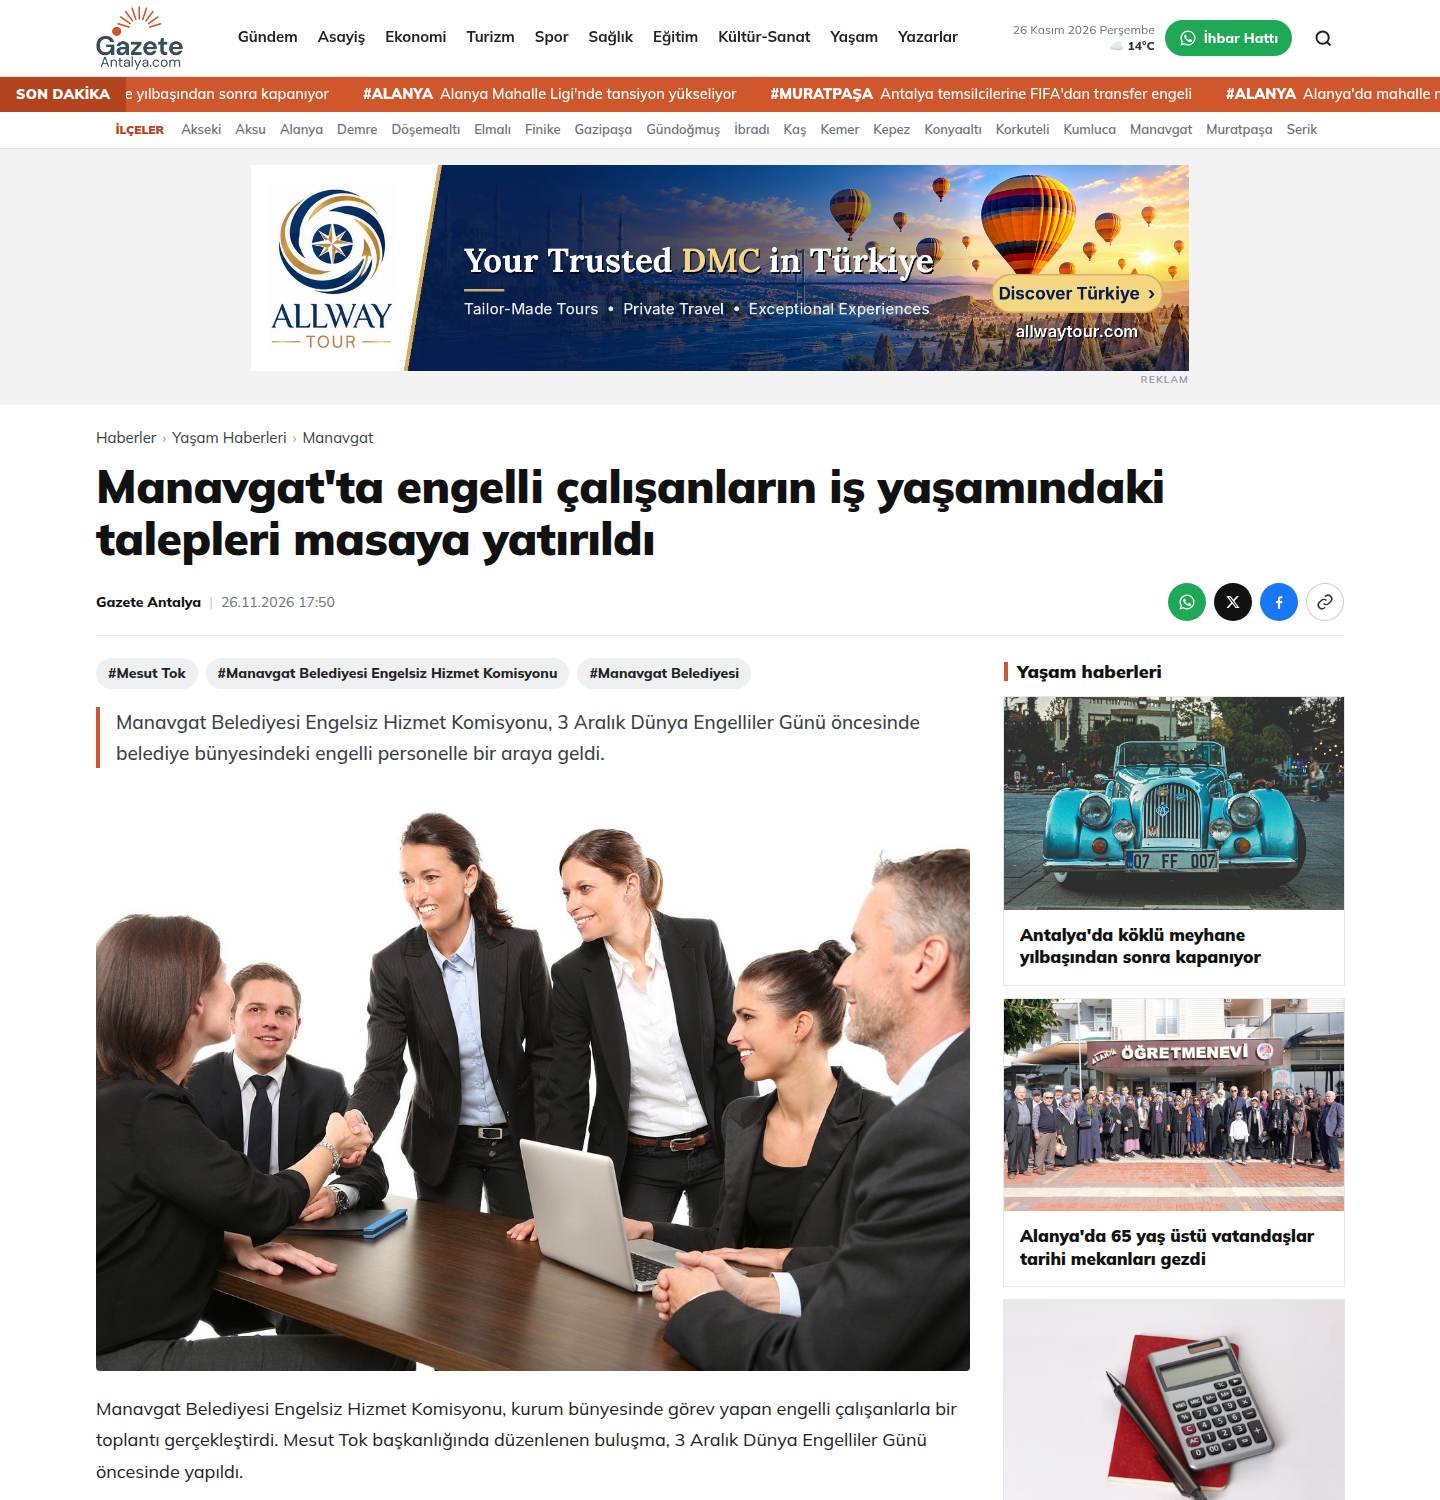 Gazete
Antalya.com
Gündem Asayiş Ekonomi Turizm Spor Sağlık Eğitim Kültür-Sanat Yaşam Yazarlar
26 Kasım 2026 Perşembe
14°C
İhbar Hattı
SON DAKİKA
e yılbaşından sonra kapanıyor #ALANYA Alanya Mahalle Ligi'nde tansiyon yükseliyor #MURATPAŞA Antalya temsilcilerine FIFA'dan transfer engeli #ALANYA Alanya'da mahalle
İLÇELER Akseki Aksu Alanya Demre Döşemealtı Elmalı Finike Gazipaşa Gündoğmuş İbradı Kaş Kemer Kepez Konyaaltı Korkuteli Kumluca Manavgat Muratpaşa Serik
ALLWAY
TOUR
Your Trusted DMC in Türkiye
Tailor-Made Tours • Private Travel • Exceptional Experiences
Discover Türkiye ›
allwaytour.com
REKLAM
Haberler › Yaşam Haberleri › Manavgat
Manavgat'ta engelli çalışanların iş yaşamındaki
talepleri masaya yatırıldı
Gazete Antalya | 26.11.2026 17:50
#Mesut Tok #Manavgat Belediyesi Engelsiz Hizmet Komisyonu #Manavgat Belediyesi
Manavgat Belediyesi Engelsiz Hizmet Komisyonu, 3 Aralık Dünya Engelliler Günü öncesinde
belediye bünyesindeki engelli personelle bir araya geldi.
Manavgat Belediyesi Engelsiz Hizmet Komisyonu, kurum bünyesinde görev yapan engelli çalışanlarla bir
toplantı gerçekleştirdi. Mesut Tok başkanlığında düzenlenen buluşma, 3 Aralık Dünya Engelliler Günü
öncesinde yapıldı.
Yaşam haberleri
07 FF 007
Antalya'da köklü meyhane
yılbaşından sonra kapanıyor
ALANYA ÖĞRETMENEVİ
Alanya'da 65 yaş üstü vatandaşlar
tarihi mekanları gezdi